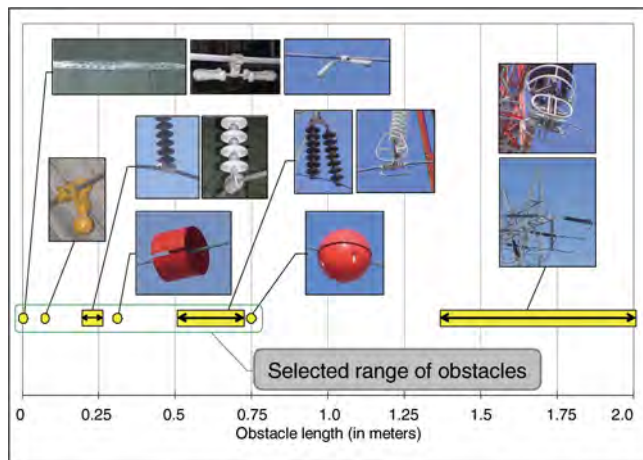 Selected range of obstacles
0 0.25 0.5 0.75 1.0 1.25 1.5 1.75 2.0
Obstacle length (in meters)